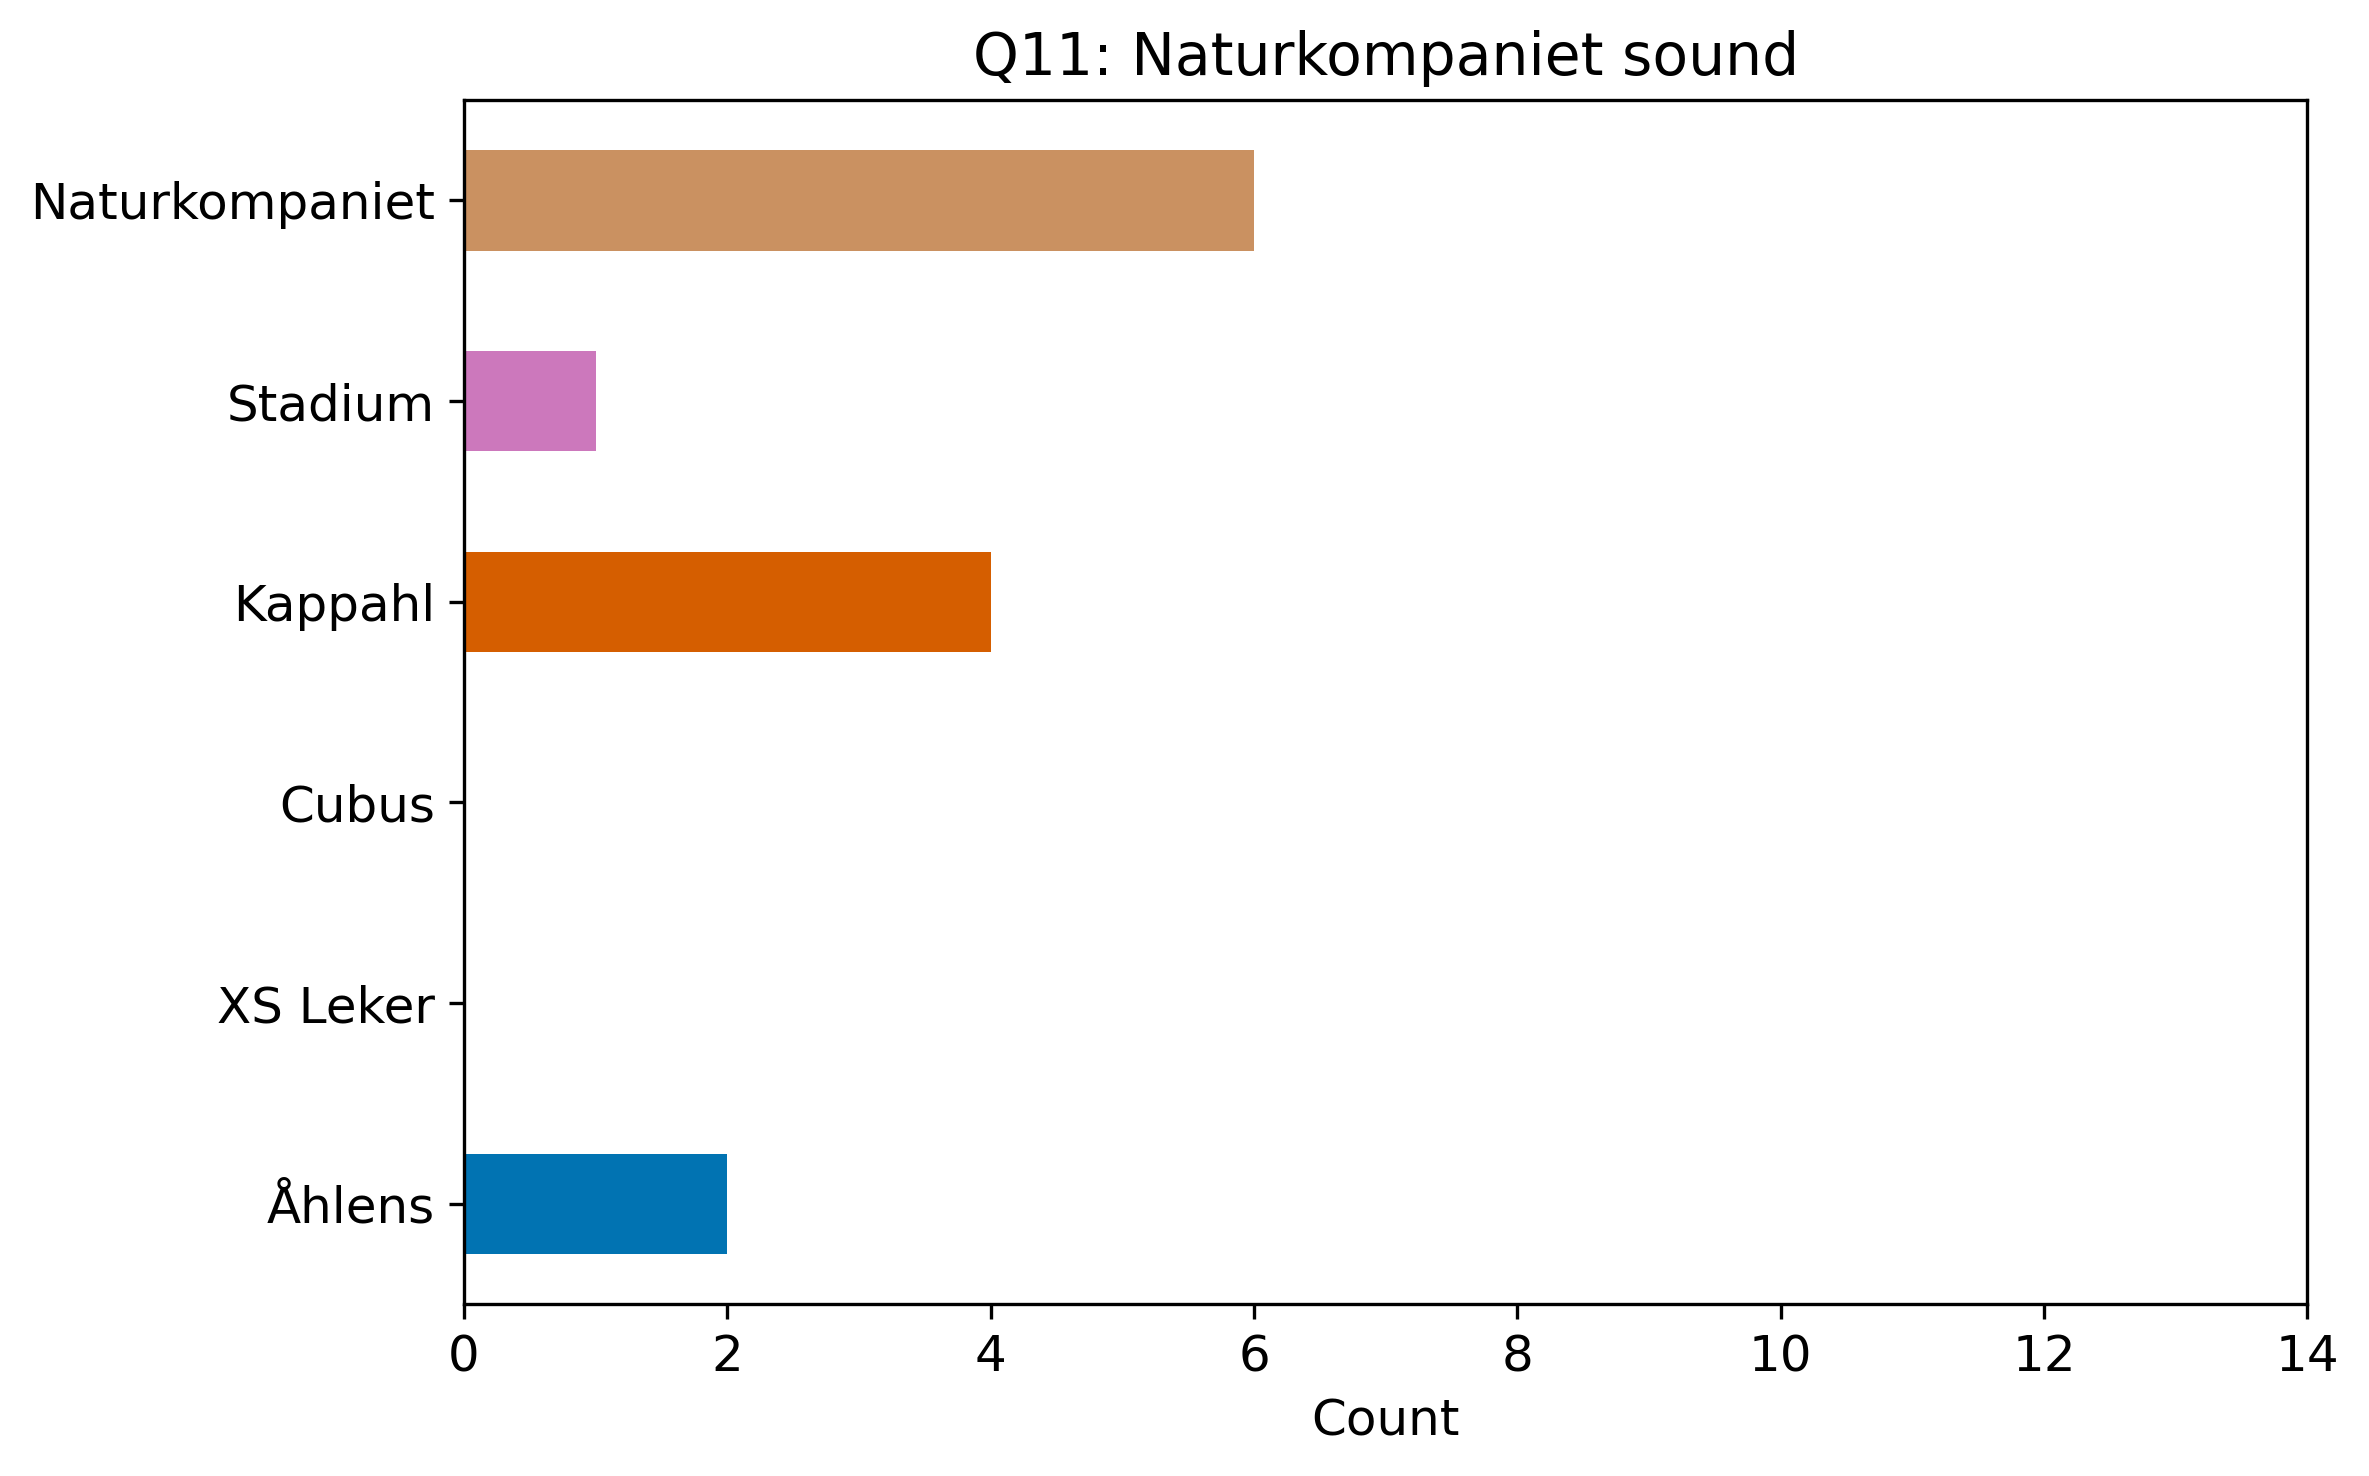 Q11: Naturkompaniet sound
Naturkompaniet
Stadium
Kappahl
Cubus
XS Leker
Åhlens
0 2 4 6 8 10 12 14
Count